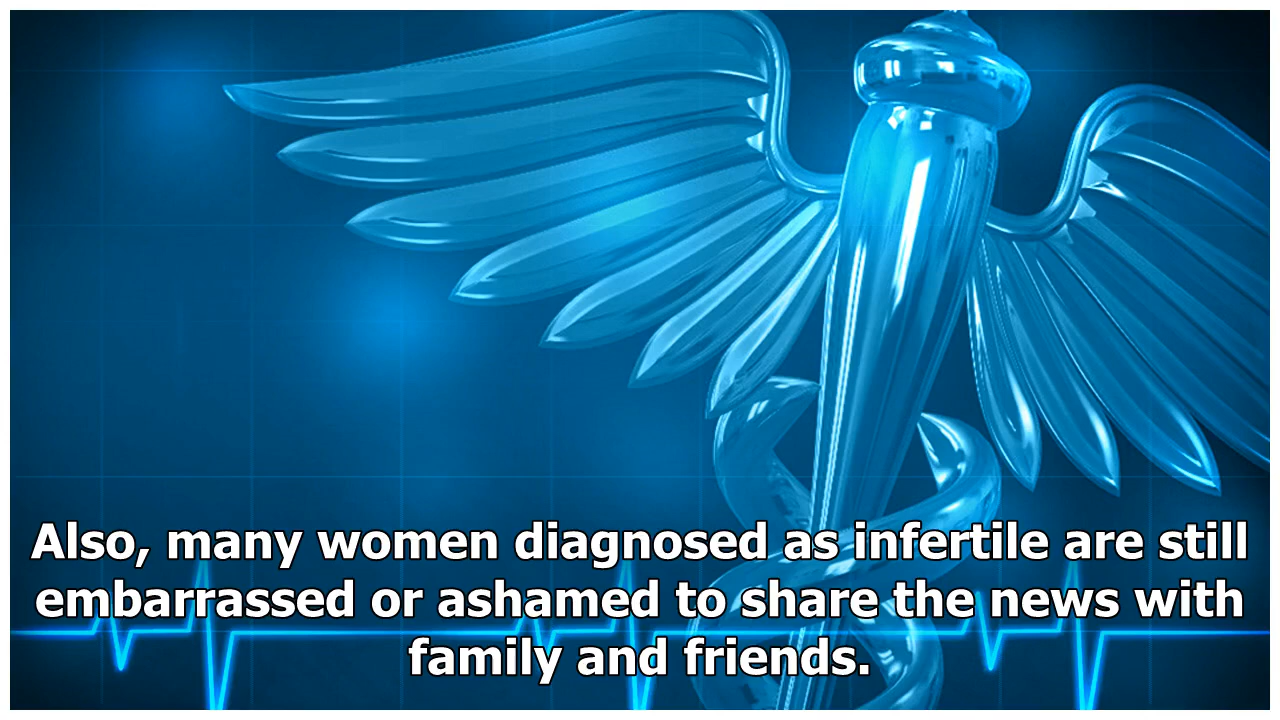 Also, many women diagnosed as infertile are still
embarrassed or ashamed to share the news with
family and friends.